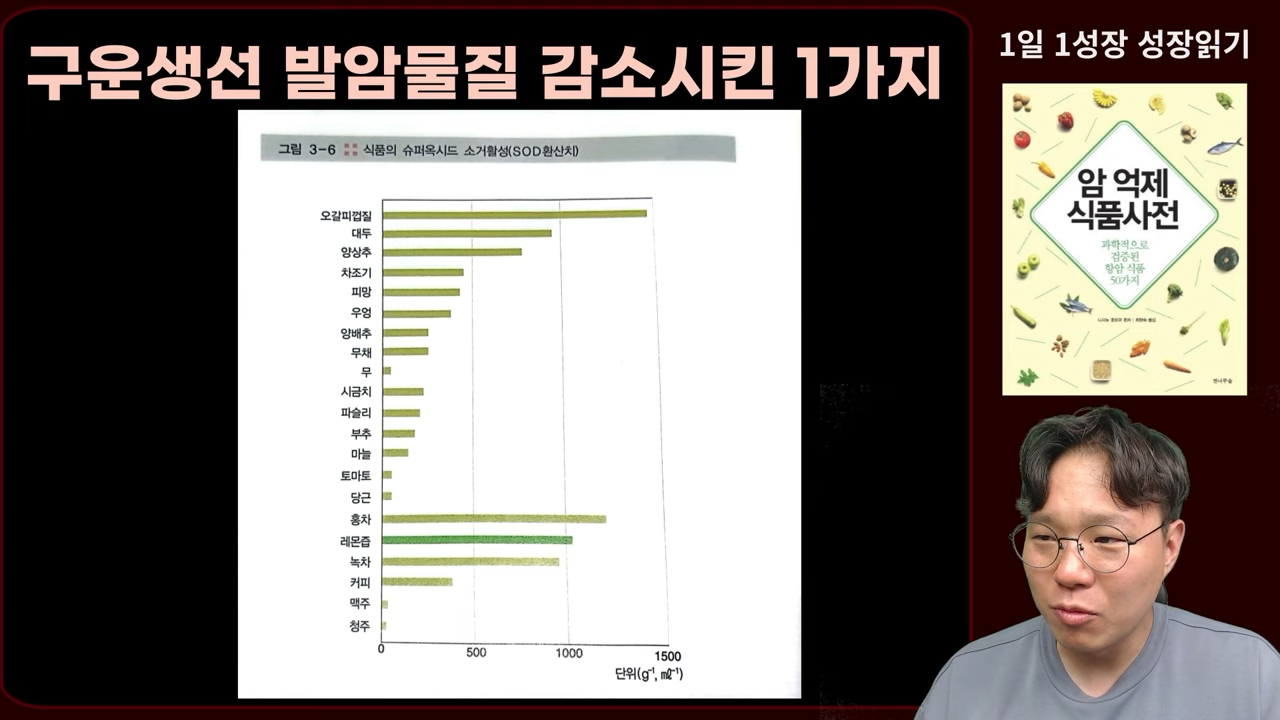 구운생선 발암물질 감소시킨 1가지
1일 1성장 성장읽기
그림 3-6 식품의 슈퍼옥시드 소거활성(SOD환산치)
오갈피껍질
대두
양상추
차조기
피망
우엉
양배추
무채
무
시금치
파슬리
부추
마늘
토마토
당근
홍차
레몬즙
녹차
커피
맥주
청주
0 500 1000 1500
단위(g⁻¹, ㎖⁻¹)
암 억제
식품사전
과학적으로
검증된
항암 식품
50가지
전나무숲